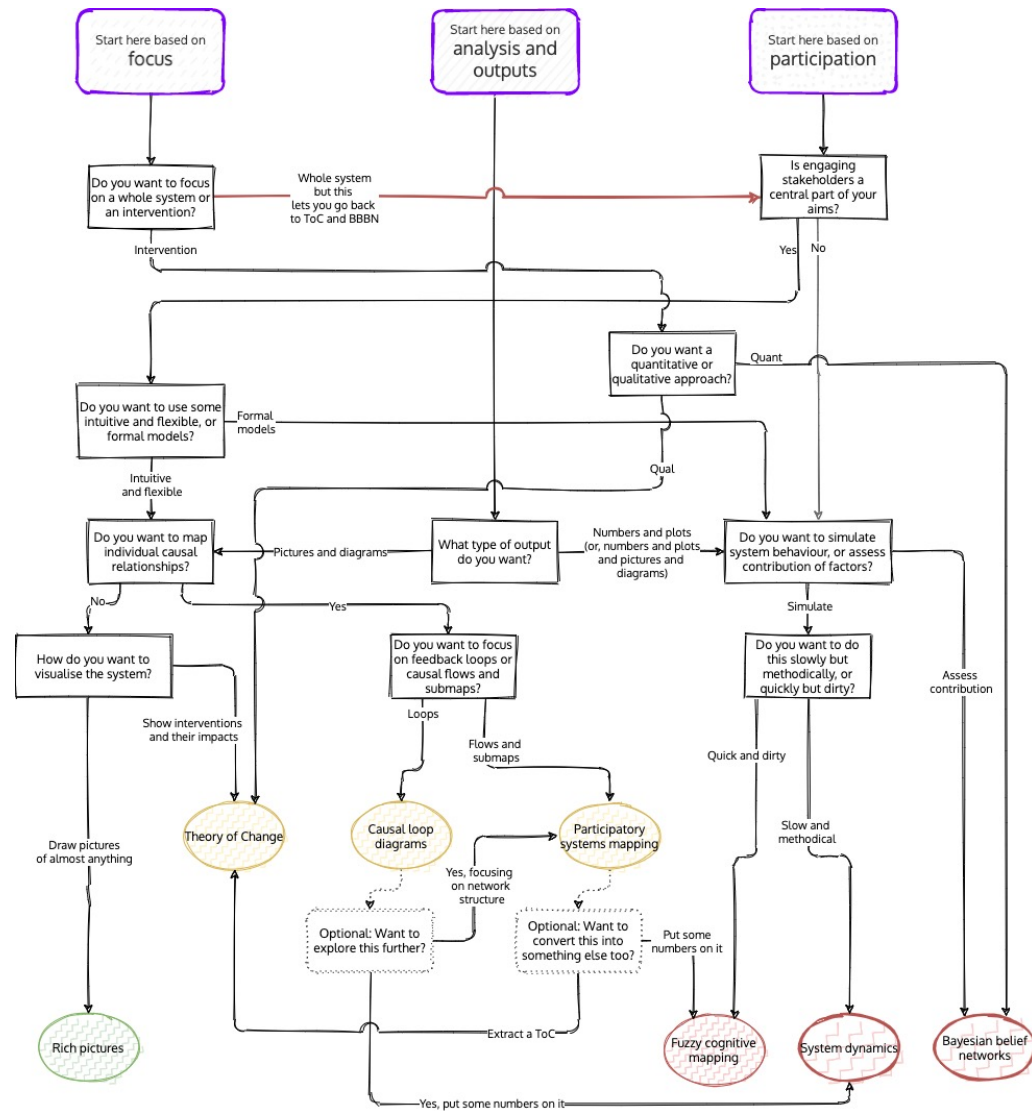 Start here based on
focus
Start here based on
analysis and
outputs
Start here based on
participation
Do you want to focus
on a whole system or
an intervention?
Whole system
but this
lets you go back
to ToC and BBBN
Is engaging
stakeholders a
central part of your
aims?
Intervention
Yes
No
Do you want a
quantitative or
qualitative approach?
Quant
Do you want to use some
intuitive and flexible, or
formal models?
Formal
models
Qual
Intuitive
and flexible
Do you want to map
individual causal
relationships?
Pictures and diagrams
What type of output
do you want?
Numbers and plots
(or, numbers and plots
and pictures and
diagrams)
Do you want to simulate
system behaviour, or assess
contribution of factors?
No
Yes
Simulate
How do you want to
visualise the system?
Do you want to focus
on feedback loops or
causal flows and
submaps?
Do you want to do
this slowly but
methodically, or
quickly but dirty?
Assess
contribution
Show interventions
and their impacts
Loops
Flows and
submaps
Quick and dirty
Draw pictures
of almost anything
Theory of Change
Causal loop
diagrams
Participatory
systems mapping
Slow and
methodical
Yes, focusing
on network
structure
Optional: Want to
explore this further?
Optional: Want to
convert this into
something else too?
Put some
numbers on it
Extract a ToC
Rich pictures
Fuzzy cognitive
mapping
System dynamics
Bayesian belief
networks
Yes, put some numbers on it